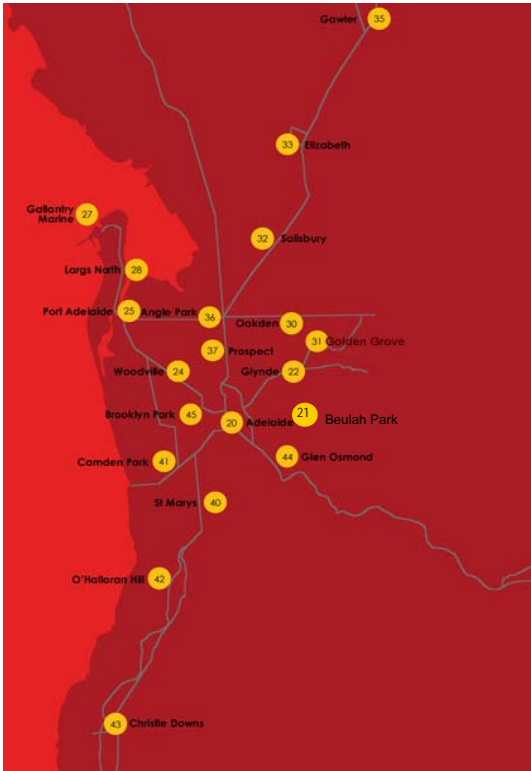 Gawler 35
33 Elizabeth
Gallantry
Marine 27
32 Salisbury
Largs North 28
Port Adelaide 25
Angle Park 36
Oakden 30
31 Golden Grove
37 Prospect
Woodville 24
Glynde 22
Brooklyn Park 45
20 Adelaide
21 Beulah Park
Camden Park 41
44 Glen Osmond
St Marys 40
O'Halloran Hill 42
43 Christie Downs